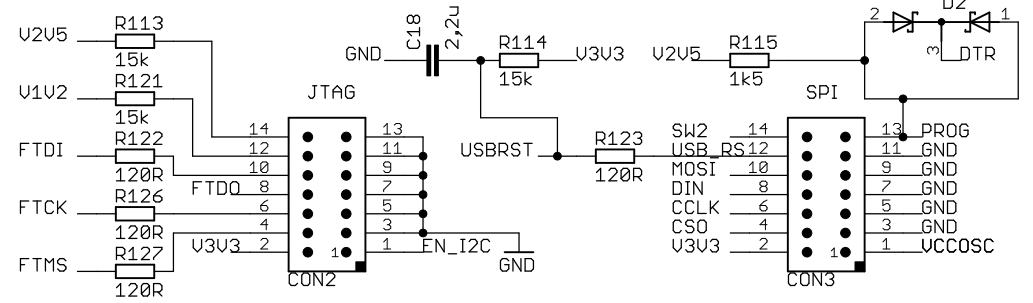 V2V5 R113 15k
V1V2 R121 15k
FTDI R122 120R
FTCK R126 120R
FTMS R127 120R
GND C18 2,2u R114 15k V3V3
V2V5 R115 1k5
2 D2 1
3 DTR
JTAG
14 13
12 11
10 9
FTDO 8 7
6 5
4 3
V3V3 2 1 1 EN_I2C
GND
CON2
USBRST R123 120R
SPI
SW2 14 13 PROG
USB_RS 12 11 GND
MOSI 10 9 GND
DIN 8 7 GND
CCLK 6 5 GND
CSO 4 3 GND
V3V3 2 1 1 VCCOSC
CON3